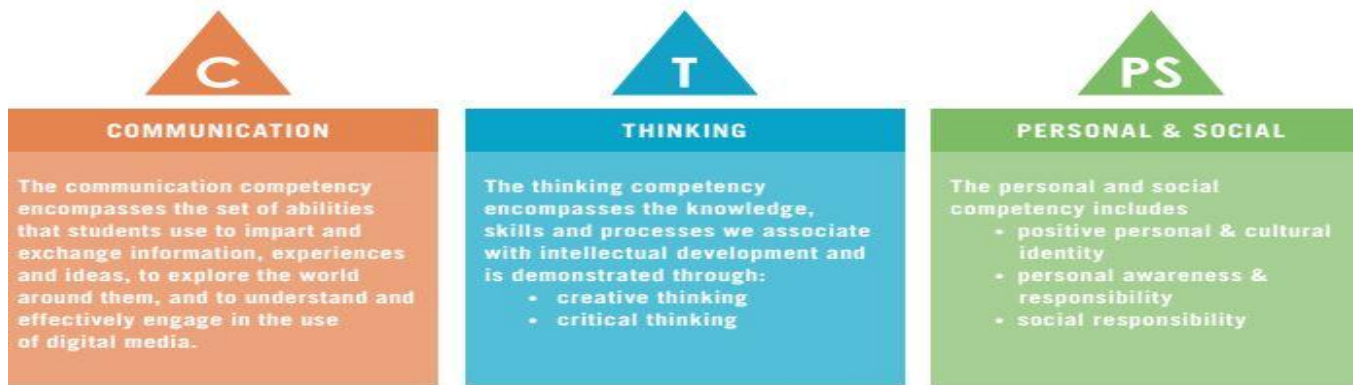 C
COMMUNICATION
The communication competency
encompasses the set of abilities
that students use to impart and
exchange information, experiences
and ideas, to explore the world
around them, and to understand and
effectively engage in the use
of digital media.
T
THINKING
The thinking competency
encompasses the knowledge,
skills and processes we associate
with intellectual development and
is demonstrated through:
• creative thinking
• critical thinking
PS
PERSONAL & SOCIAL
The personal and social
competency includes
• positive personal & cultural
identity
• personal awareness &
responsibility
• social responsibility